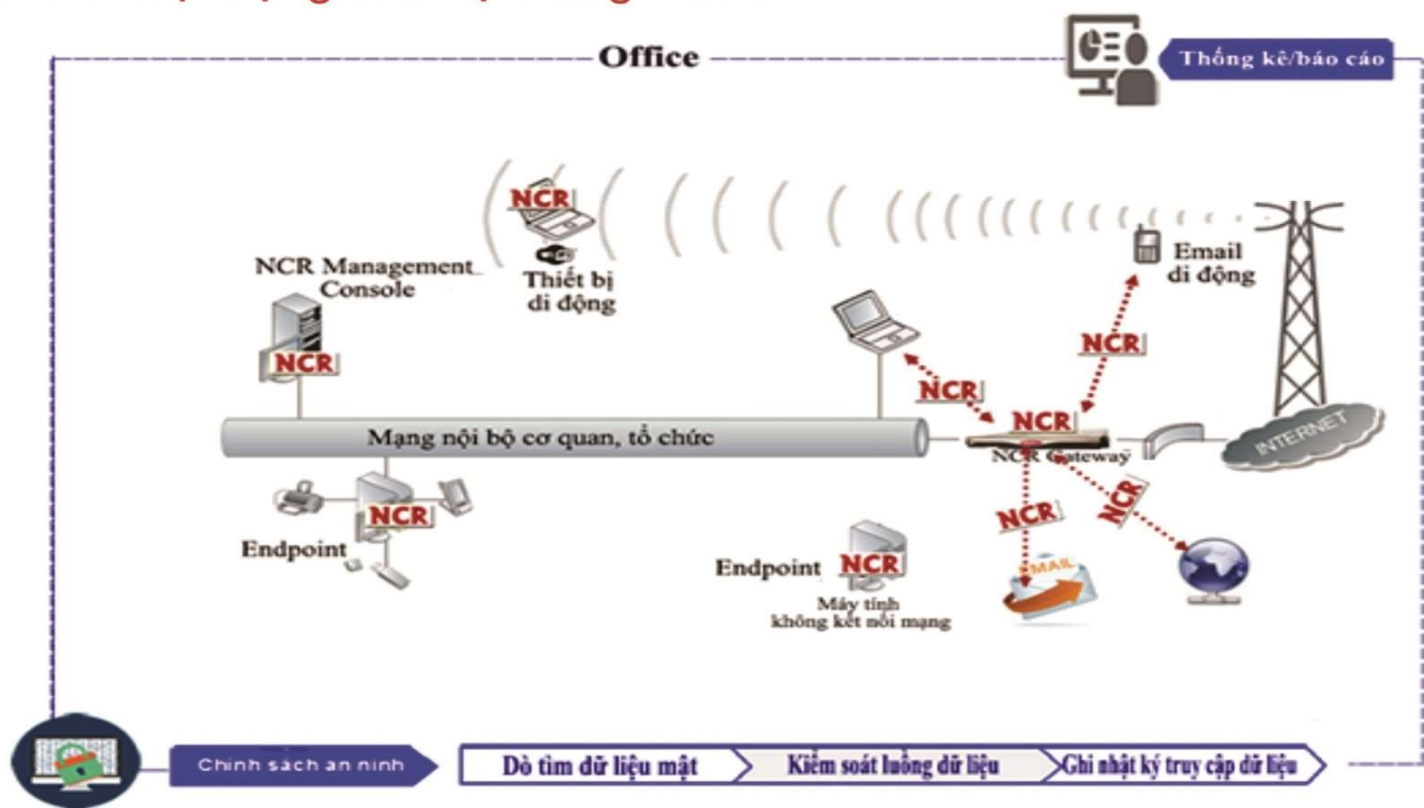 Office
Thống kê/báo cáo
NCR
NCR Management
Console
Thiết bị
di động
Email
di động
NCR
NCR
NCR
NCR
Mạng nội bộ cơ quan, tổ chức
NCR Gateway
INTERNET
NCR
Endpoint
NCR
NCR
Endpoint
NCR
EMAIL
Máy tính
không kết nối mạng
Chính sách an ninh
Dò tìm dữ liệu mật
Kiểm soát luồng dữ liệu
Ghi nhật ký truy cập dữ liệu